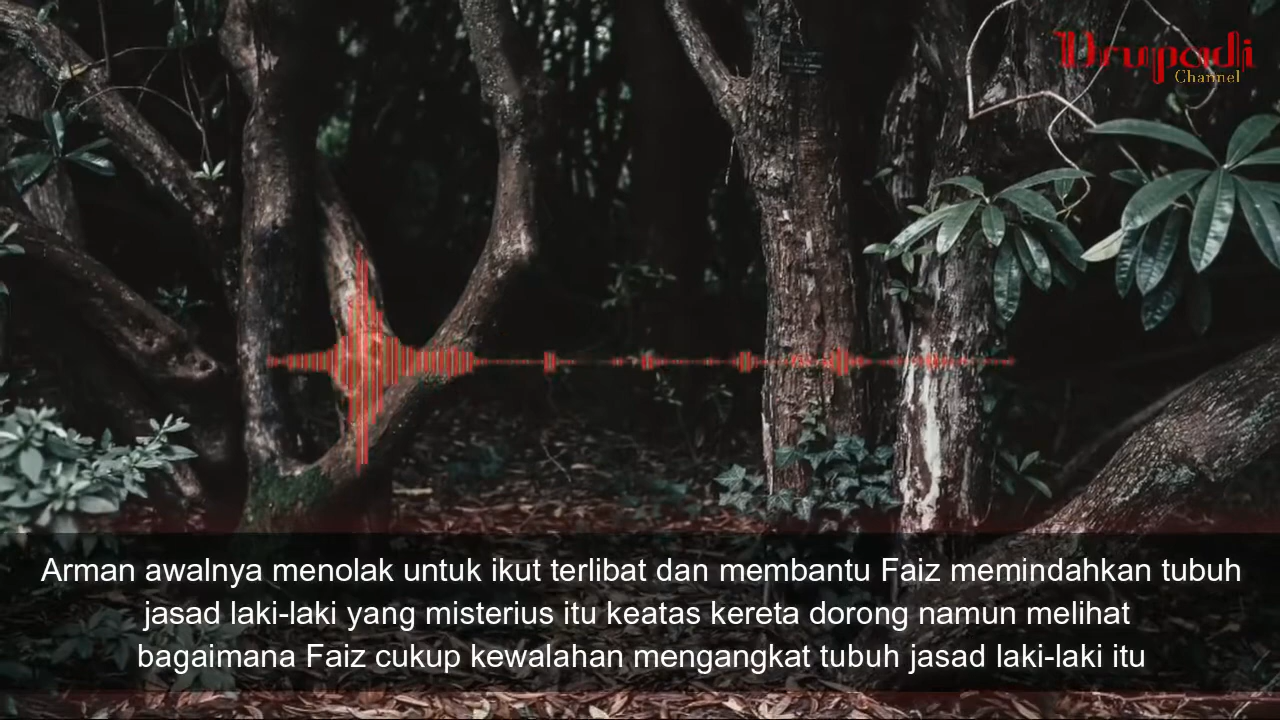 Drupadi
Channel
Arman awalnya menolak untuk ikut terlibat dan membantu Faiz memindahkan tubuh
jasad laki-laki yang misterius itu keatas kereta dorong namun melihat
bagaimana Faiz cukup kewalahan mengangkat tubuh jasad laki-laki itu